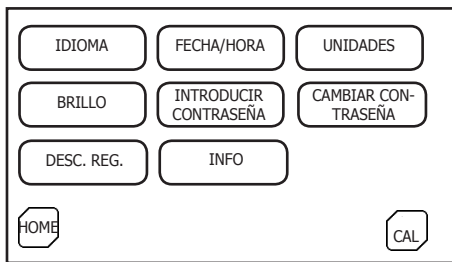 IDIOMA
FECHA/HORA
UNIDADES
BRILLO
INTRODUCIR
CONTRASEÑA
CAMBIAR CON-
TRASEÑA
DESC. REG.
INFO
HOME
CAL